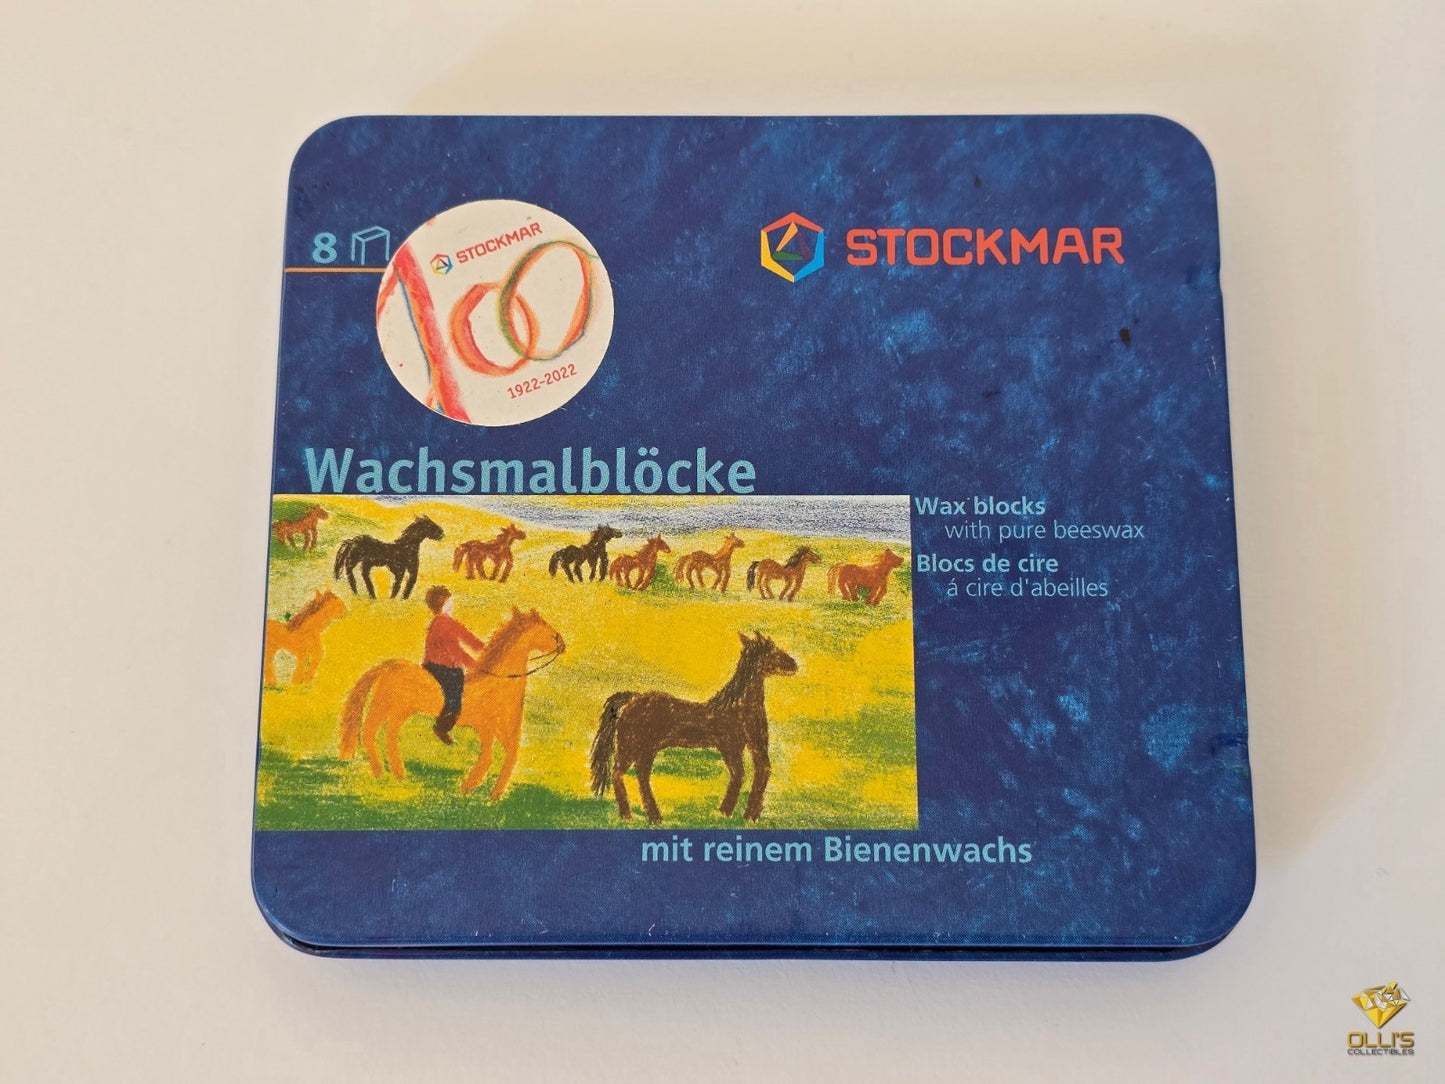 8
STOCKMAR
100
1922-2022
STOCKMAR
Wachsmalblöcke
Wax blocks
with pure beeswax
Blocs de cire
á cire d'abeilles
mit reinem Bienenwachs
OLLI'S
COLLECTIBLES